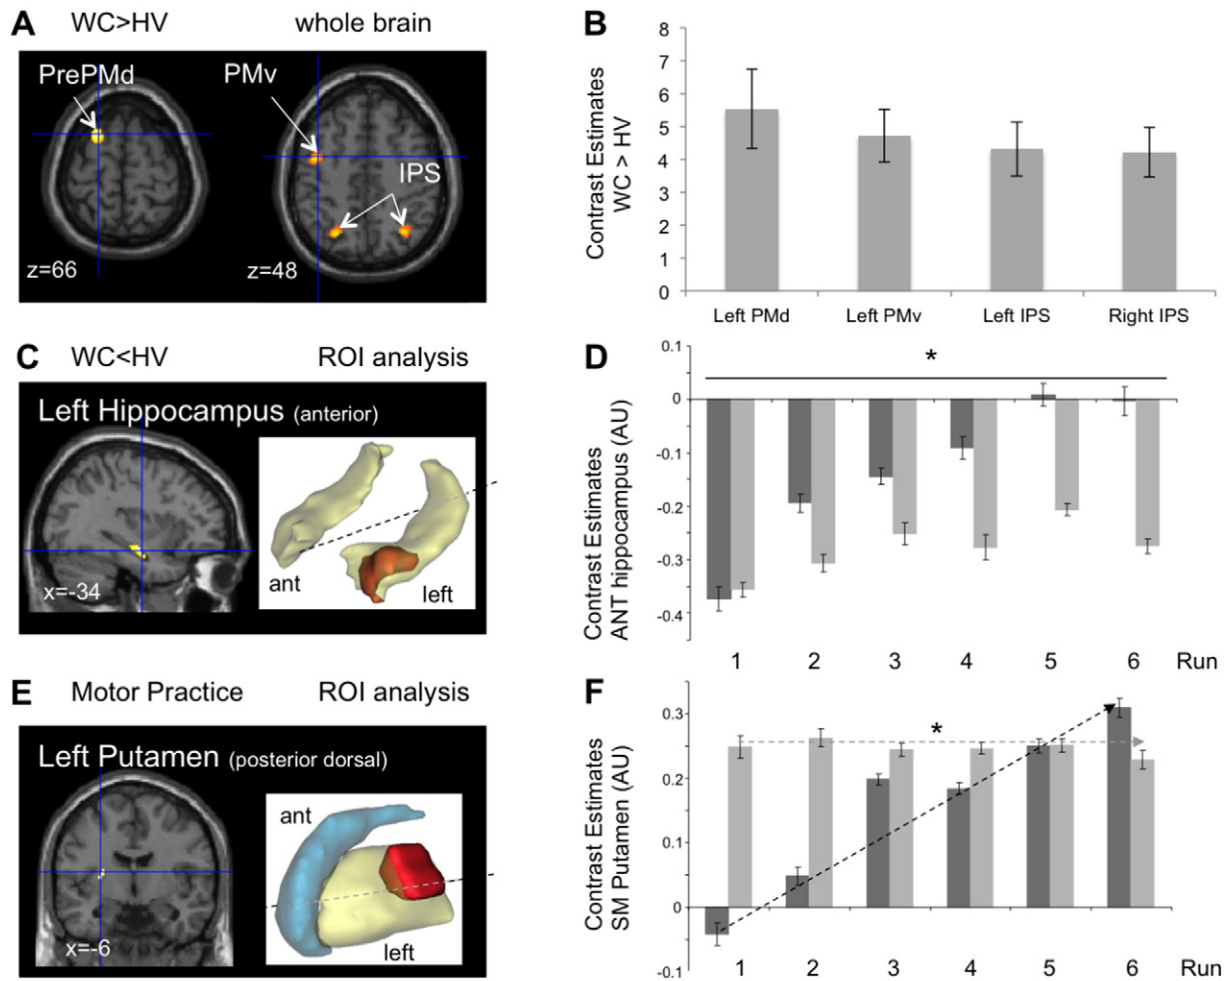 A WC>HV whole brain
PrePMd PMv
IPS
z=66 z=48
B
Contrast Estimates
WC > HV
8
7
6
5
4
3
2
1
0
Left PMd Left PMv Left IPS Right IPS
C WC<HV ROI analysis
Left Hippocampus (anterior)
x=-34
ant
left
D
Contrast Estimates
ANT hippocampus (AU)
0.1
0
-0.1
-0.2
-0.3
-0.4
*
1 2 3 4 5 6 Run
E Motor Practice ROI analysis
Left Putamen (posterior dorsal)
x=-6
ant
left
F
Contrast Estimates
SM Putamen (AU)
0.3
0.2
0.1
0
-0.1
*
1 2 3 4 5 6 Run